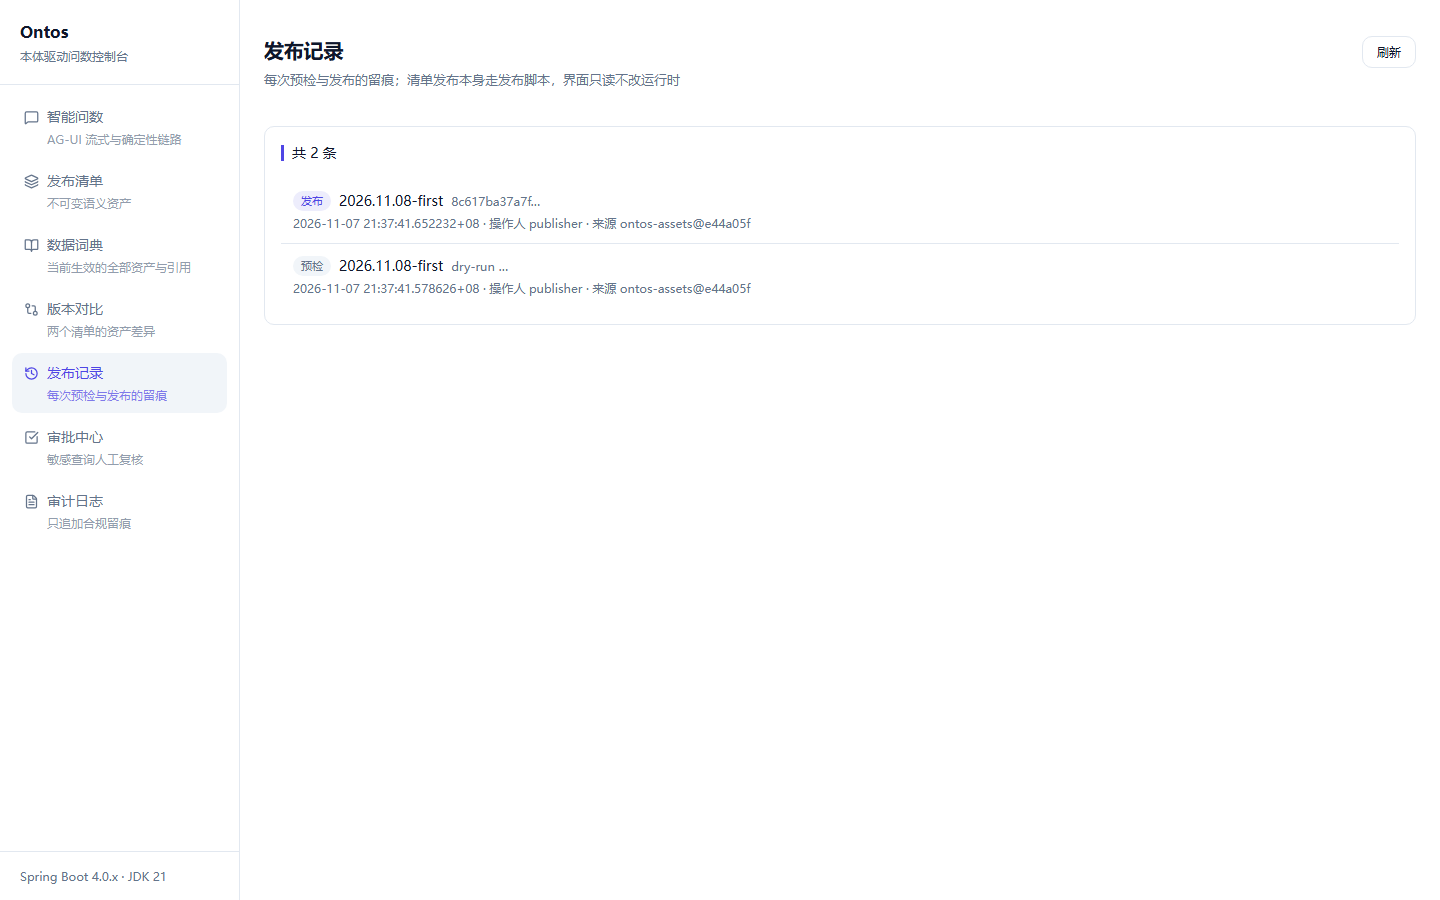 Ontos
本体驱动问数控制台
智能问数
AG-UI 流式与确定性链路
发布清单
不可变语义资产
数据词典
当前生效的全部资产与引用
版本对比
两个清单的资产差异
发布记录
每次预检与发布的留痕
审批中心
敏感查询人工复核
审计日志
只追加合规留痕
Spring Boot 4.0.x · JDK 21
发布记录
每次预检与发布的留痕；清单发布本身走发布脚本，界面只读不改运行时
刷新
共 2 条
发布 2026.11.08-first 8c617ba37a7f...
2026-11-07 21:37:41.652232+08 · 操作人 publisher · 来源 ontos-assets@e44a05f
预检 2026.11.08-first dry-run ...
2026-11-07 21:37:41.578626+08 · 操作人 publisher · 来源 ontos-assets@e44a05f